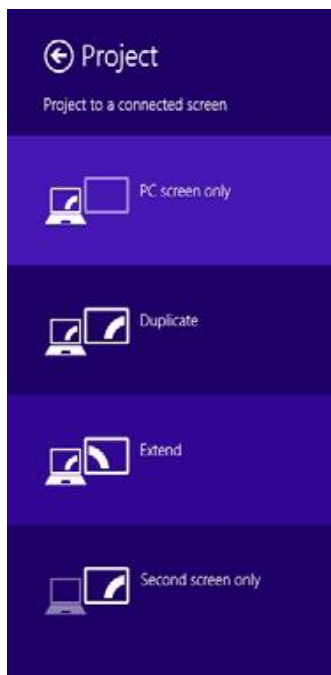 Project
Project to a connected screen
PC screen only
Duplicate
Extend
Second screen only